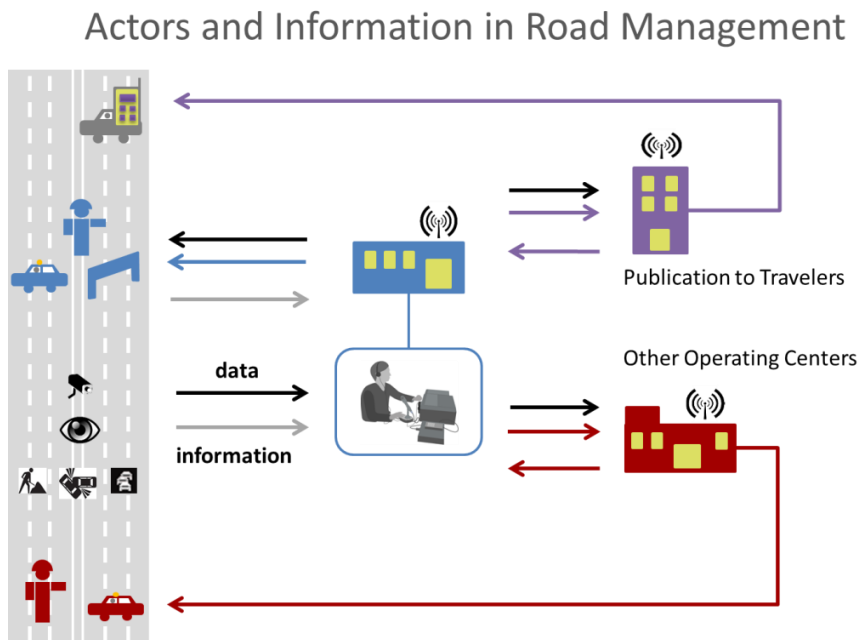 Actors and Information in Road Management
Publication to Travelers
Other Operating Centers
data
information